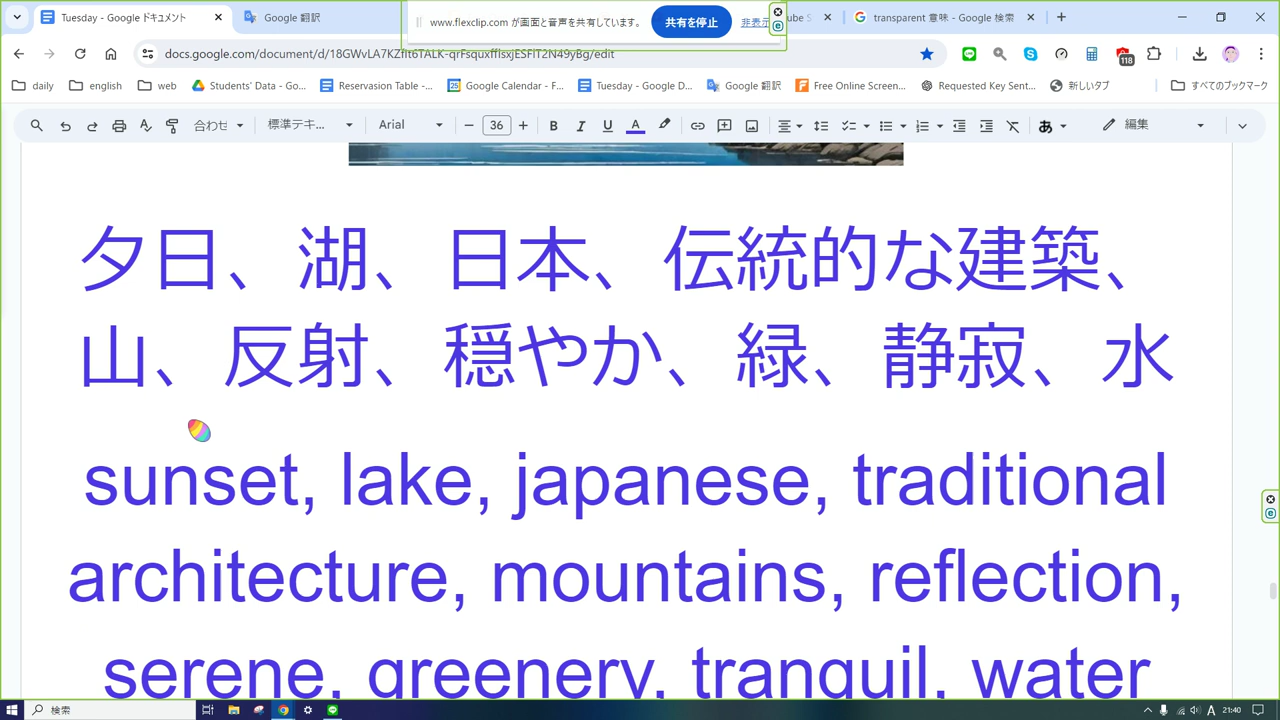 Tuesday - Google ドキュメント
Google 翻訳
www.flexclip.com が画面と音声を共有しています。
共有を停止
非表示
transparent 意味 - Google 検索
docs.google.com/document/d/18GWvLA7KZfIt6TALK-qrFsquxfflsxjESFlT2N49yBg/edit
118
daily
english
web
Students' Data - Go...
Reservasion Table -...
Google Calendar - F...
Tuesday - Google D...
Google 翻訳
Free Online Screen...
Requested Key Sent...
新しいタブ
すべてのブックマーク
合わせ
標準テキ...
Arial
36
編集
夕日、湖、日本、伝統的な建築、
山、反射、穏やか、緑、静寂、水
sunset, lake, japanese, traditional
architecture, mountains, reflection,
serene, greenery, tranquil, water
検索
A
21:40